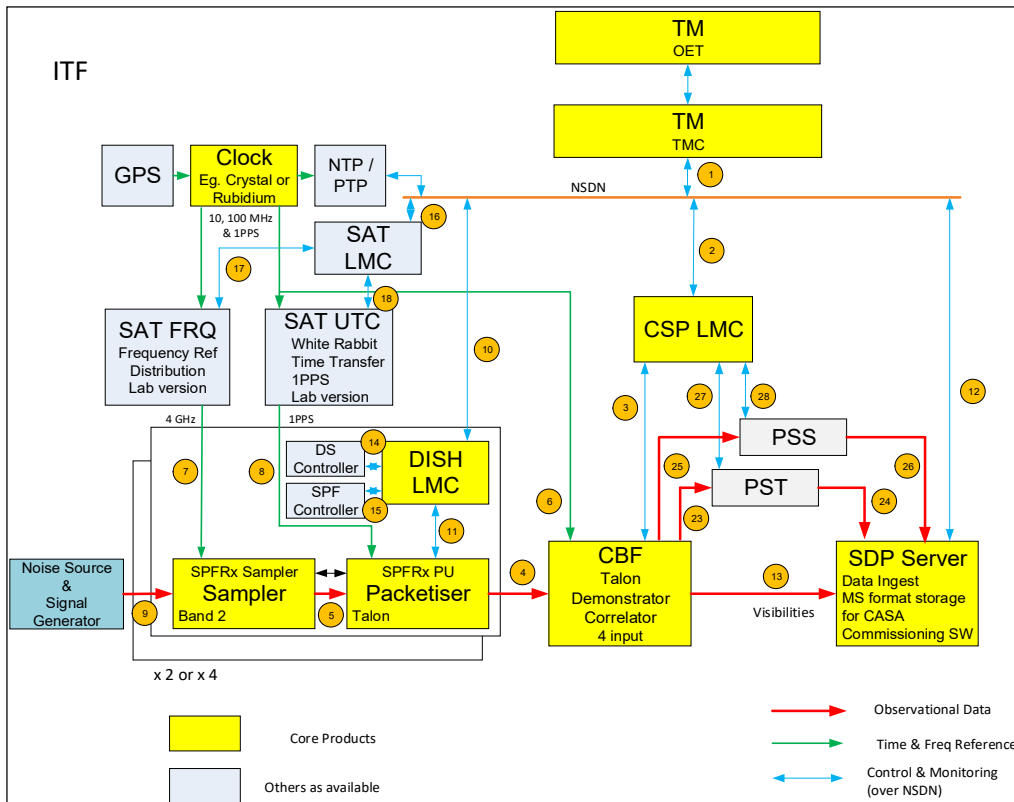 ITF
TM
OET
TM
TMC
1
GPS
Clock
Eg. Crystal or
Rubidium
NTP /
PTP
NSDN
10, 100 MHz
& 1PPS
16
SAT
LMC
17
2
18
SAT FRQ
Frequency Ref
Distribution
Lab version
SAT UTC
White Rabbit
Time Transfer
1PPS
Lab version
CSP LMC
10
3
27
28
12
4 GHz
1PPS
7
8
14
DS
Controller
SPF
Controller
15
DISH
LMC
11
PSS
PST
25
26
23
24
6
Noise Source
&
Signal
Generator
9
SPFRx Sampler
Sampler
Band 2
5
SPFRx PU
Packetiser
Talon
4
CBF
Talon
Demonstrator
Correlator
4 input
13
Visibilities
SDP Server
Data Ingest
MS format storage
for CASA
Commissioning SW
x 2 or x 4
Core Products
Others as available
Observational Data
Time & Freq Reference
Control & Monitoring
(over NSDN)